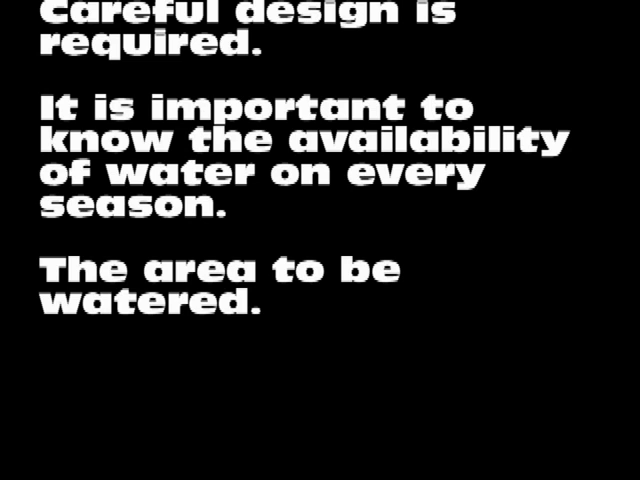 Careful design is
required.
It is important to
know the availability
of water on every
season.
The area to be
watered.